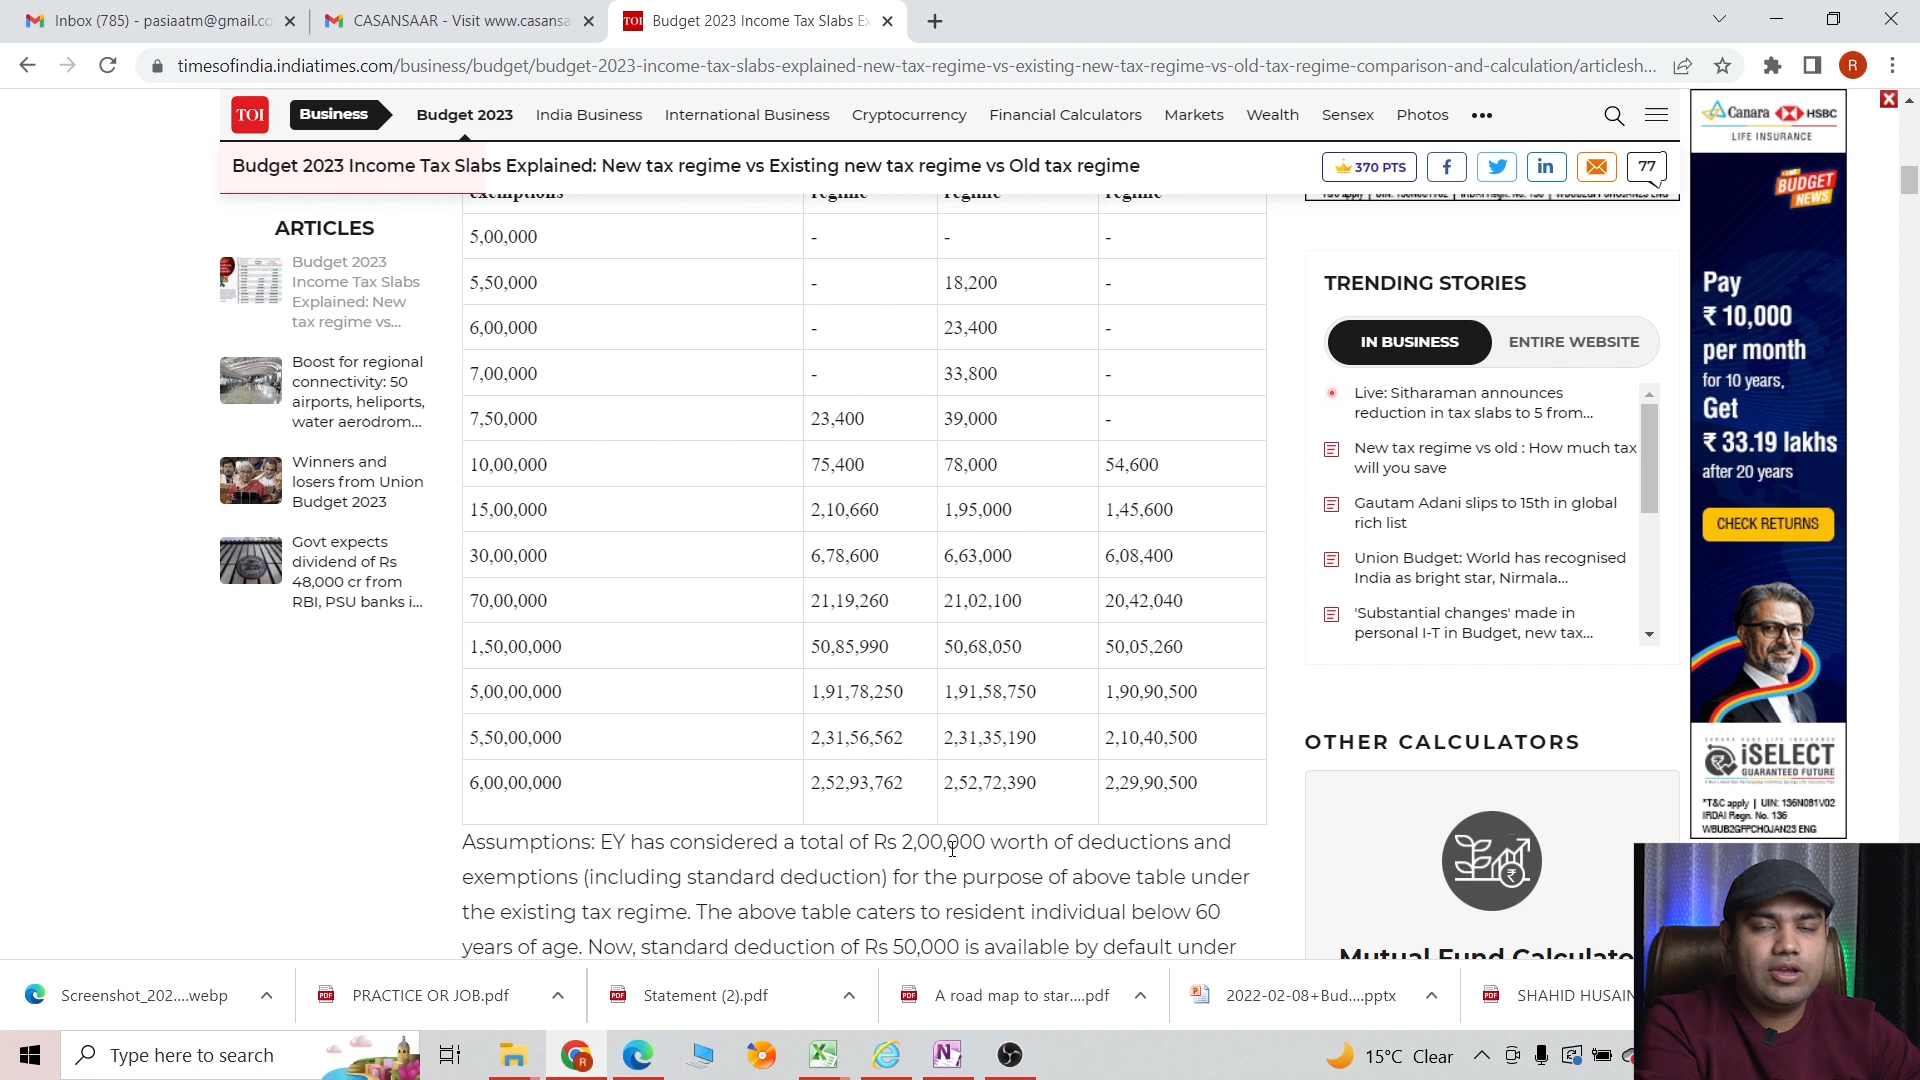 Inbox (785) - pasiaatm@gmail.co
CASANSAAR - Visit www.casansa
TOI Budget 2023 Income Tax Slabs Ex
timesofindia.indiatimes.com/business/budget/budget-2023-income-tax-slabs-explained-new-tax-regime-vs-existing-new-tax-regime-vs-old-tax-regime-comparison-and-calculation/articlesh...
R
TOI Business Budget 2023 India Business International Business Cryptocurrency Financial Calculators Markets Wealth Sensex Photos •••
Budget 2023 Income Tax Slabs Explained: New tax regime vs Existing new tax regime vs Old tax regime
370 PTS
77
ARTICLES
Budget 2023
Income Tax Slabs
Explained: New
tax regime vs...
Boost for regional
connectivity: 50
airports, heliports,
water aerodrom...
Winners and
losers from Union
Budget 2023
Govt expects
dividend of Rs
48,000 cr from
RBI, PSU banks i...
exemptions regime regime regime
5,00,000 - - -
5,50,000 - 18,200 -
6,00,000 - 23,400 -
7,00,000 - 33,800 -
7,50,000 23,400 39,000 -
10,00,000 75,400 78,000 54,600
15,00,000 2,10,660 1,95,000 1,45,600
30,00,000 6,78,600 6,63,000 6,08,400
70,00,000 21,19,260 21,02,100 20,42,040
1,50,00,000 50,85,990 50,68,050 50,05,260
5,00,00,000 1,91,78,250 1,91,58,750 1,90,90,500
5,50,00,000 2,31,56,562 2,31,35,190 2,10,40,500
6,00,00,000 2,52,93,762 2,52,72,390 2,29,90,500
Assumptions: EY has considered a total of Rs 2,00,000 worth of deductions and
exemptions (including standard deduction) for the purpose of above table under
the existing tax regime. The above table caters to resident individual below 60
years of age. Now, standard deduction of Rs 50,000 is available by default under
TRENDING STORIES
IN BUSINESS ENTIRE WEBSITE
Live: Sitharaman announces
reduction in tax slabs to 5 from...
New tax regime vs old : How much tax
will you save
Gautam Adani slips to 15th in global
rich list
Union Budget: World has recognised
India as bright star, Nirmala...
'Substantial changes' made in
personal I-T in Budget, new tax...
OTHER CALCULATORS
Mutual Fund Calculato
Canara HSBC
LIFE INSURANCE
BUDGET
NEWS
Pay
₹ 10,000
per month
for 10 years,
Get
₹ 33.19 lakhs
after 20 years
CHECK RETURNS
iSELECT
GUARANTEED FUTURE
*T&C apply | UIN: 136N081V02
IRDAI Regn. No. 136
WBUB2GFPCHOJAN23 ENG
Screenshot_202....webp
PRACTICE OR JOB.pdf
Statement (2).pdf
A road map to star....pdf
2022-02-08+Bud....pptx
SHAHID HUSAIN
Type here to search
15°C Clear